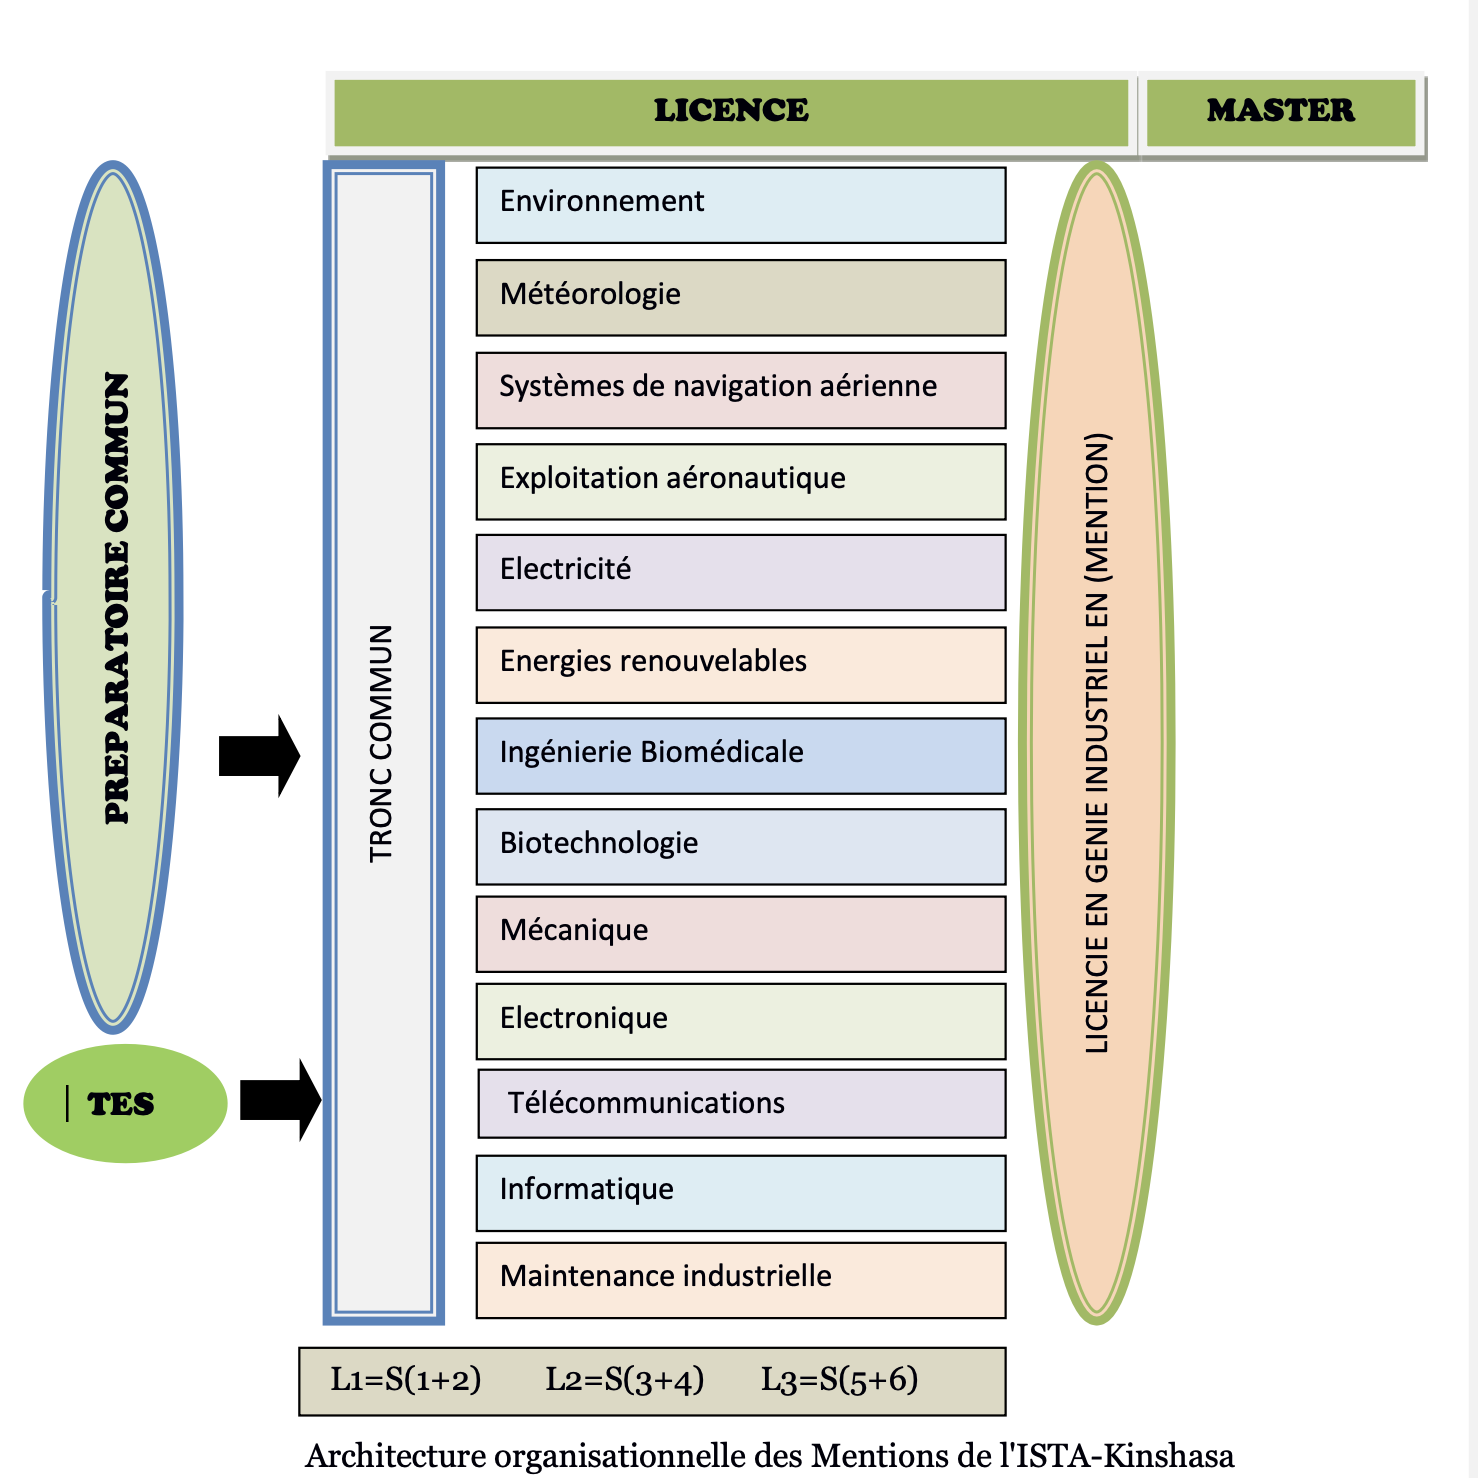 LICENCE
MASTER
PREPARATOIRE COMMUN
TES
TRONC COMMUN
Environnement
Météorologie
Systèmes de navigation aérienne
Exploitation aéronautique
Electricité
Energies renouvelables
Ingénierie Biomédicale
Biotechnologie
Mécanique
Electronique
Télécommunications
Informatique
Maintenance industrielle
LICENCIE EN GENIE INDUSTRIEL EN (MENTION)
L1=S(1+2) L2=S(3+4) L3=S(5+6)
Architecture organisationnelle des Mentions de l'ISTA-Kinshasa